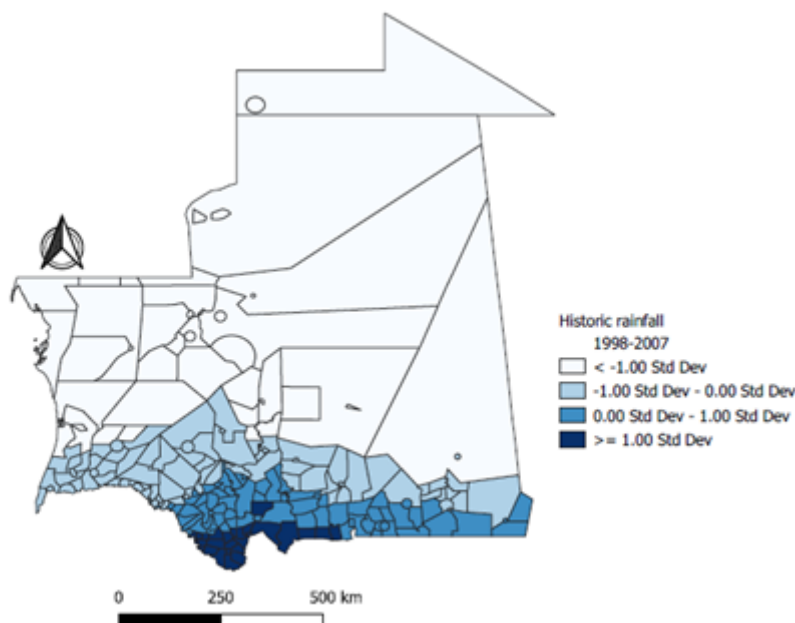 Historic rainfall
1998-2007
< -1.00 Std Dev
-1.00 Std Dev - 0.00 Std Dev
0.00 Std Dev - 1.00 Std Dev
>= 1.00 Std Dev
0 250 500 km